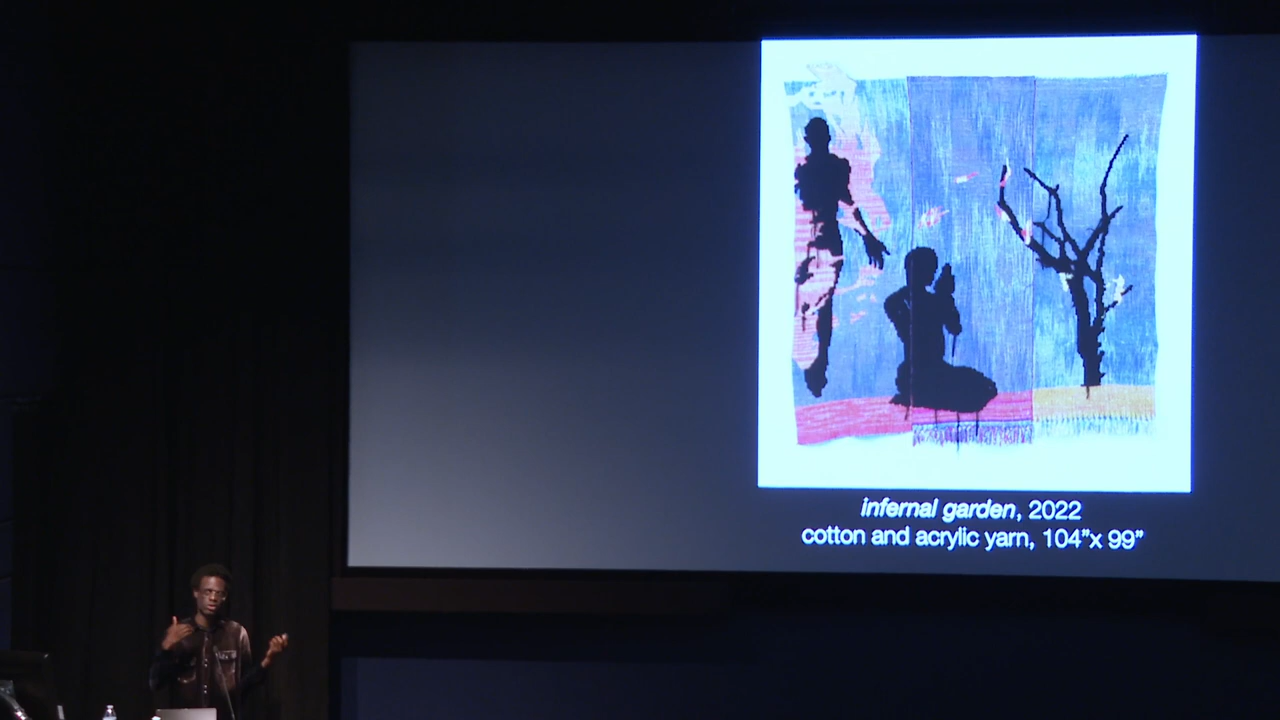 infernal garden, 2022
cotton and acrylic yarn, 104”x 99”